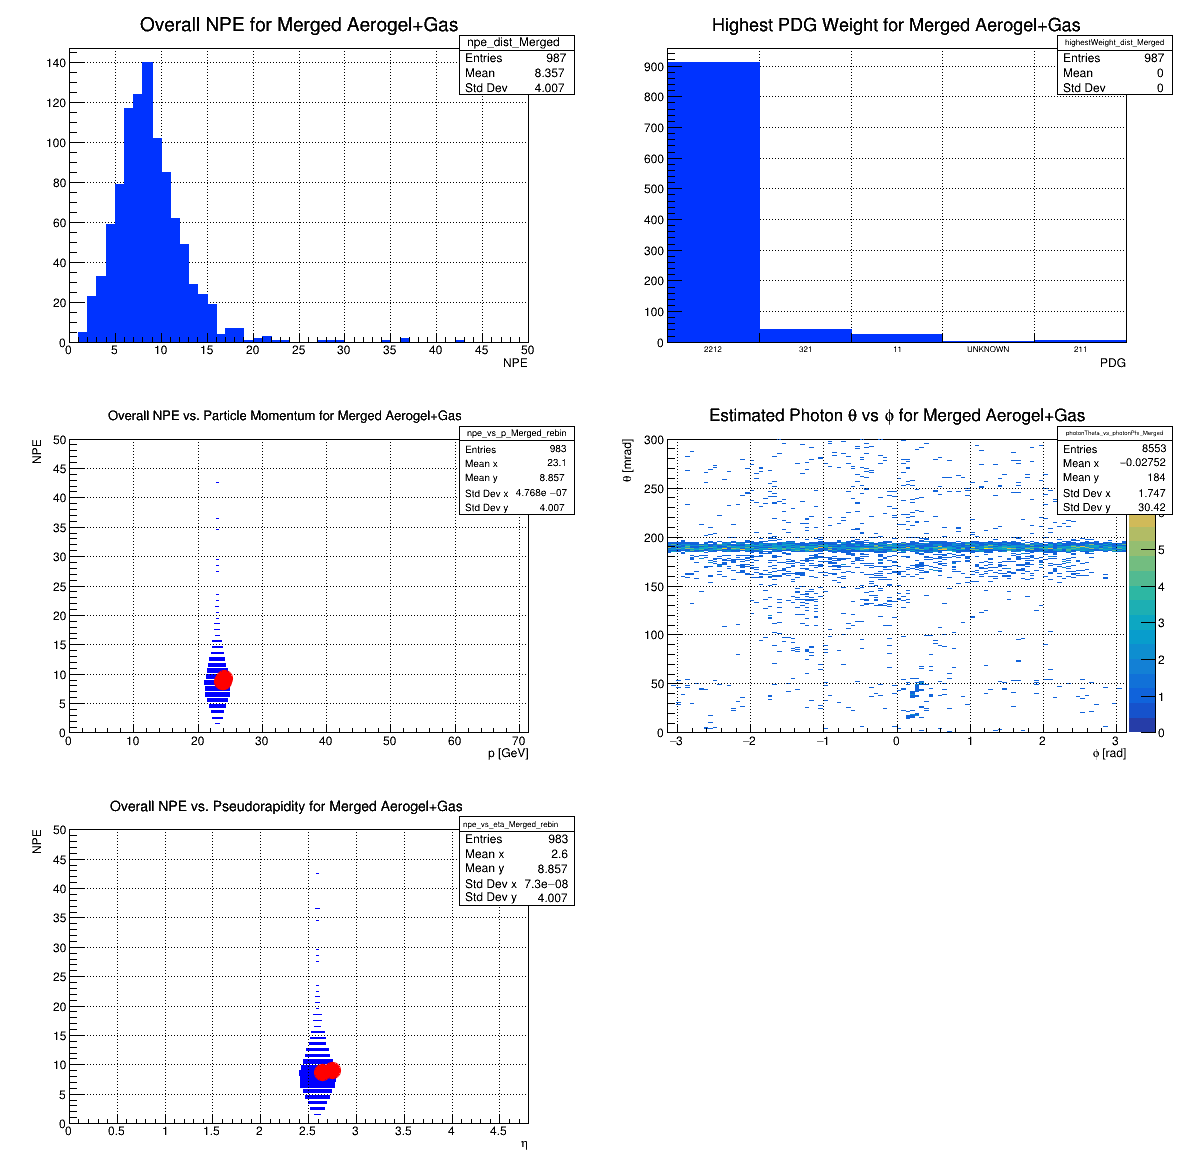 Overall NPE for Merged Aerogel+Gas
npe_dist_Merged
Entries 987
Mean 8.357
Std Dev 4.007
140
120
100
80
60
40
20
0
0 5 10 15 20 25 30 35 40 45 50
NPE
Highest PDG Weight for Merged Aerogel+Gas
highestWeight_dist_Merged
Entries 987
Mean 0
Std Dev 0
900
800
700
600
500
400
300
200
100
0
2212 321 11 UNKNOWN 211
PDG
Overall NPE vs. Particle Momentum for Merged Aerogel+Gas
npe_vs_p_Merged_rebin
Entries 983
Mean x 23.1
Mean y 8.857
Std Dev x 4.768e −07
Std Dev y 4.007
NPE
50
45
40
35
30
25
20
15
10
5
0
0 10 20 30 40 50 60 70
p [GeV]
Estimated Photon θ vs ϕ for Merged Aerogel+Gas
photonTheta_vs_photonPhi_Merged
Entries 8553
Mean x −0.02752
Mean y 184
Std Dev x 1.747
Std Dev y 30.42
θ [mrad]
300
250
200
150
100
50
0
−3 −2 −1 0 1 2 3
ϕ [rad]
5
4
3
2
1
0
Overall NPE vs. Pseudorapidity for Merged Aerogel+Gas
npe_vs_eta_Merged_rebin
Entries 983
Mean x 2.6
Mean y 8.857
Std Dev x 7.3e−08
Std Dev y 4.007
NPE
50
45
40
35
30
25
20
15
10
5
0
0 0.5 1 1.5 2 2.5 3 3.5 4 4.5
η